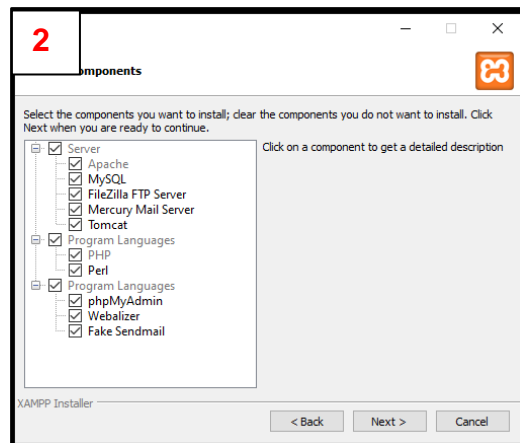 2
omponents
Select the components you want to install; clear the components you do not want to install. Click
Next when you are ready to continue.
Server
Apache
MySQL
FileZilla FTP Server
Mercury Mail Server
Tomcat
Program Languages
PHP
Perl
Program Languages
phpMyAdmin
Webalizer
Fake Sendmail
Click on a component to get a detailed description
XAMPP Installer
< Back
Next >
Cancel